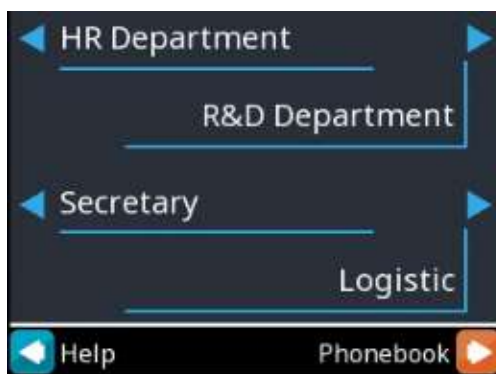 HR Department
R&D Department
Secretary
Logistic
Help Phonebook